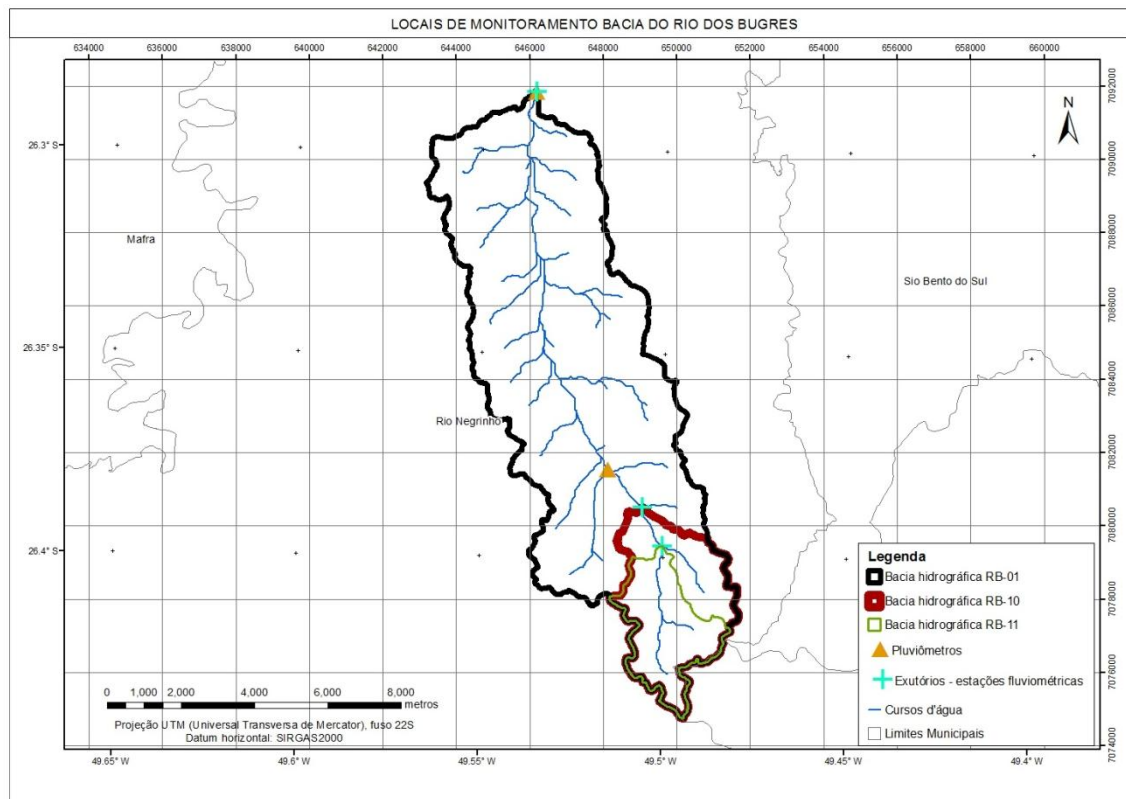 LOCAIS DE MONITORAMENTO BACIA DO RIO DOS BUGRES
634000 636000 638000 640000 642000 644000 646000 648000 650000 652000 654000 656000 658000 660000
7092000
N
26.3° S
7090000
Mafra
7088000
Sio Bento do Sul
7086000
26.35° S
7084000
Rio Negrinho
7082000
7080000
26.4° S
Legenda
Bacia hidrográfica RB-01
Bacia hidrográfica RB-10
7078000
Bacia hidrográfica RB-11
Pluviômetros
7076000
Exutórios - estações fluviométricas
0 1,000 2,000 4,000 6,000 8,000
metros
Cursos d'água
Projeção UTM (Universal Transversa de Mercator), fuso 22S
Datum horizontal: SIRGAS2000
Limites Municipais
7074000
49.65° W 49.6° W 49.55° W 49.5° W 49.45° W 49.4° W